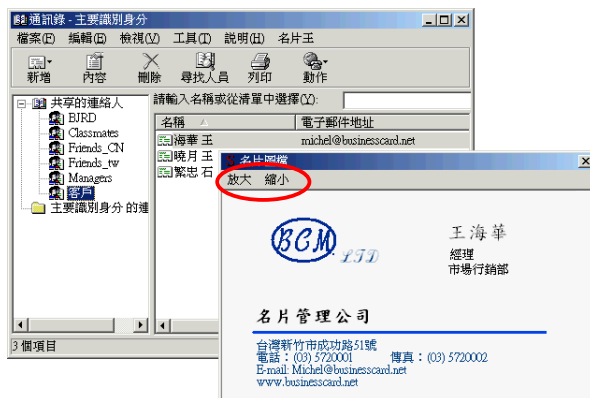 通訊錄 - 主要識別身分
檔案(F) 編輯(E) 檢視(V) 工具(T) 説明(H) 名片王
新增 內容 刪除 尋找人員 列印 動作
共享的連絡人
BJRD
Classmates
Friends_CN
Friends_tw
Managers
客戶
主要識別身分 的連
請輸入名稱或從清單中選擇(Y):
名稱 電子郵件地址
海華 王 michel@businesscard.net
曉月 王
繁忠 石
3 個項目
名片圖檔
放大 縮小
BCM LTD
王海華
經理
市場行銷部
名片管理公司
台灣新竹市成功路51號
電話：(03) 5720001 傳真：(03) 5720002
E-mail: Michel@businesscard.net
www.businesscard.net